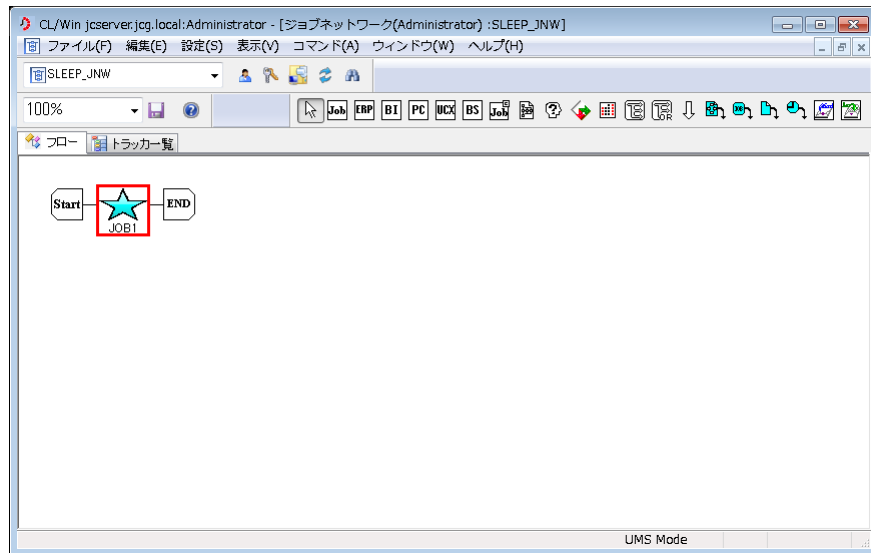 CL/Win jcserver.jcg.local:Administrator - [ジョブネットワーク(Administrator) :SLEEP_JNW]
ファイル(F) 編集(E) 設定(S) 表示(V) コマンド(A) ウィンドウ(W) ヘルプ(H)
SLEEP_JNW
100% Job ERP BI PC UCX BS Job OR
フロー トラッカ一覧
Start END
JOB1
UMS Mode